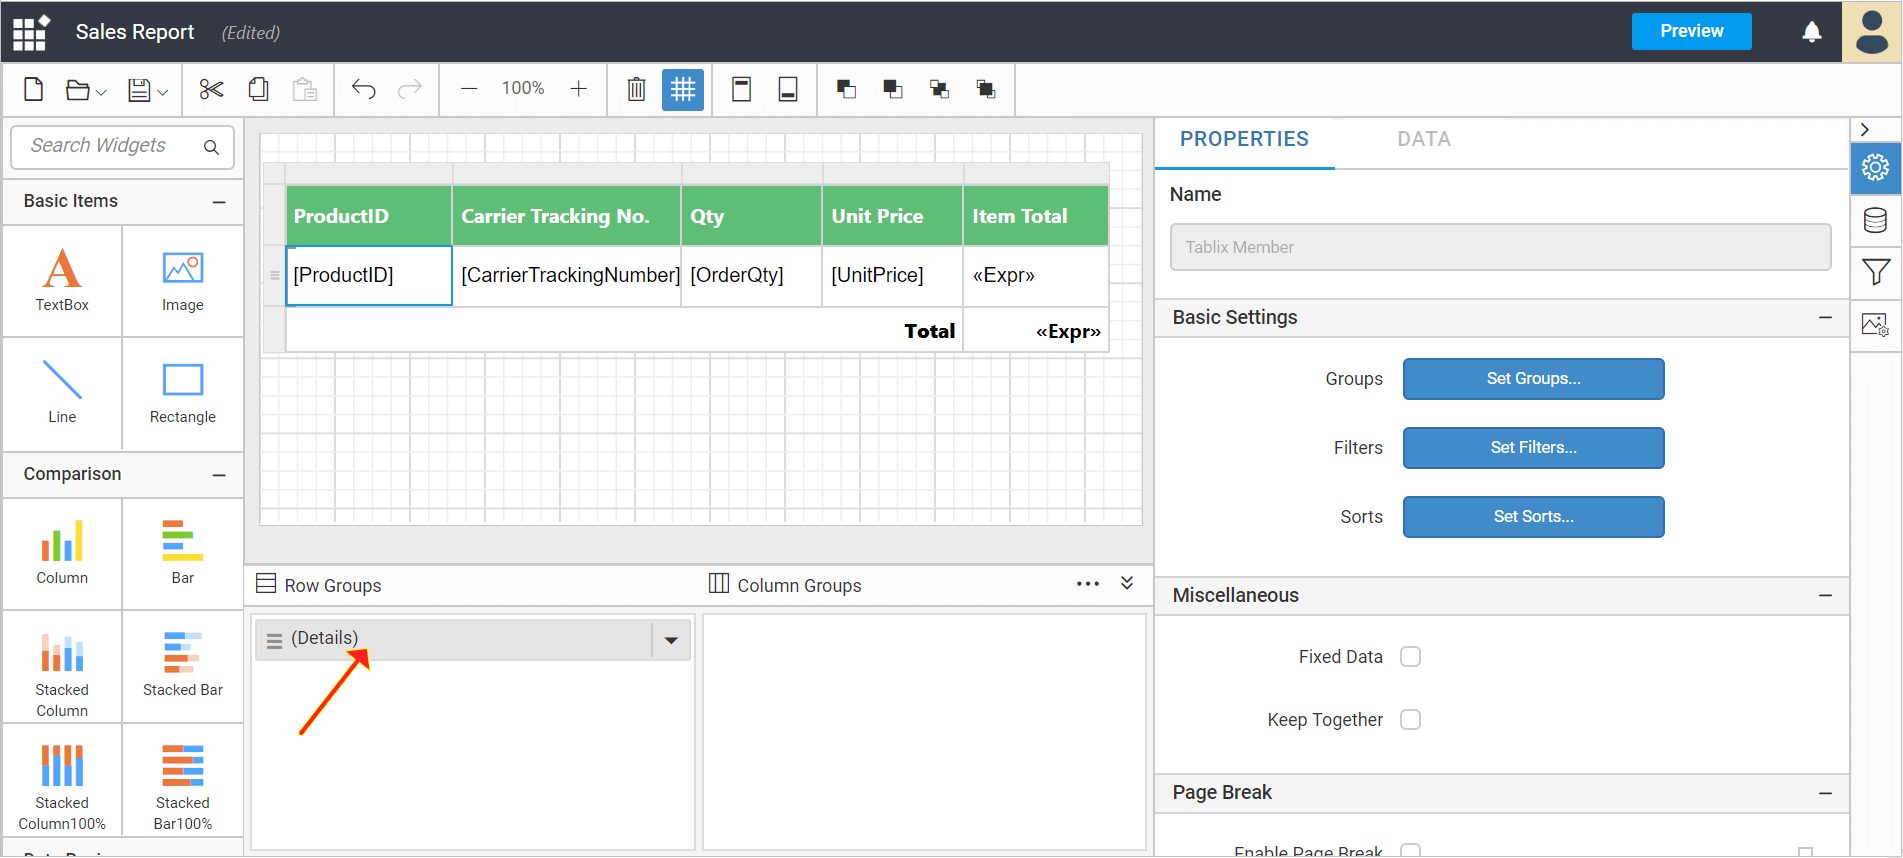 Sales Report (Edited)
Preview
100%
Search Widgets
Basic Items
TextBox
Image
Line
Rectangle
Comparison
Column
Bar
Stacked
Column
Stacked Bar
Stacked
Column100%
Stacked
Bar100%
ProductID Carrier Tracking No. Qty Unit Price Item Total
[ProductID] [CarrierTrackingNumber] [OrderQty] [UnitPrice] «Expr»
Total «Expr»
Row Groups
Column Groups
(Details)
PROPERTIES DATA
Name
Tablix Member
Basic Settings
Groups Set Groups...
Filters Set Filters...
Sorts Set Sorts...
Miscellaneous
Fixed Data
Keep Together
Page Break
Enable Page Break